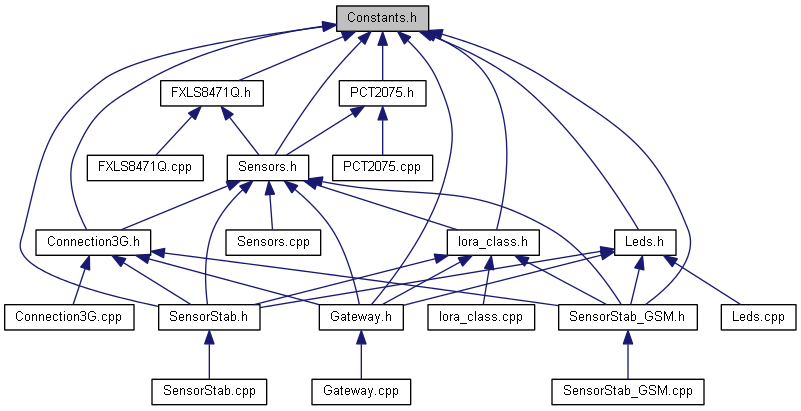 Constants.h
FXLS8471Q.h
PCT2075.h
FXLS8471Q.cpp
Sensors.h
PCT2075.cpp
Connection3G.h
Sensors.cpp
lora_class.h
Leds.h
Connection3G.cpp
SensorStab.h
Gateway.h
lora_class.cpp
SensorStab_GSM.h
Leds.cpp
SensorStab.cpp
Gateway.cpp
SensorStab_GSM.cpp